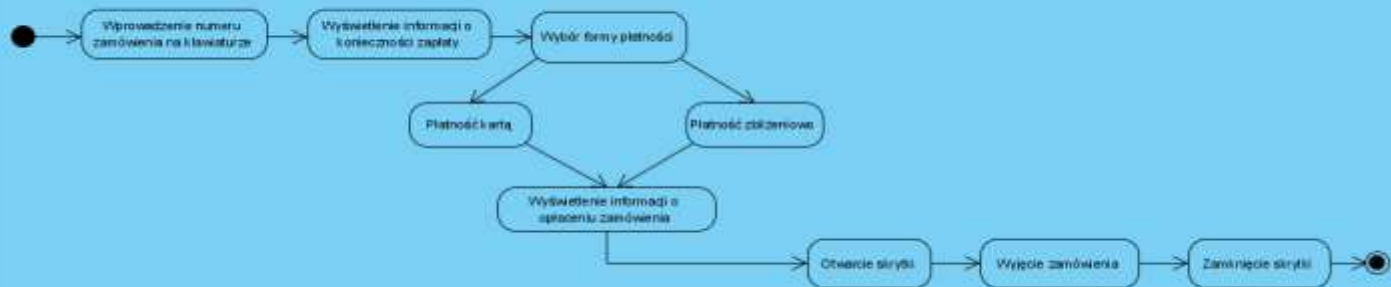 Wprowadzenie numeru
zamówienia na klawiaturze
Wyświetlenie informacji o
konieczności zapłaty
Wybór formy płatności
Płatność kartą
Płatność zbliżeniowa
Wyświetlenie informacji o
opłaceniu zamówienia
Otwarcie skrytki
Wyjęcie zamówienia
Zamknięcie skrytki